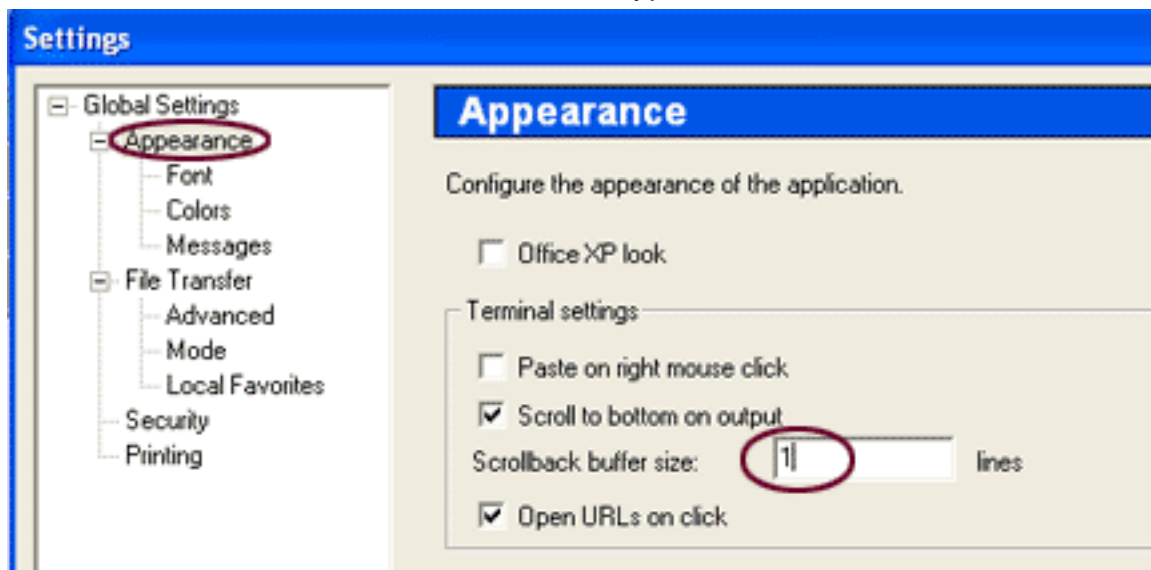 Settings
Global Settings
Appearance
Font
Colors
Messages
File Transfer
Advanced
Mode
Local Favorites
Security
Printing
Appearance
Configure the appearance of the application.
Office XP look
Terminal settings
Paste on right mouse click
Scroll to bottom on output
Scrollback buffer size: 1 lines
Open URLs on click